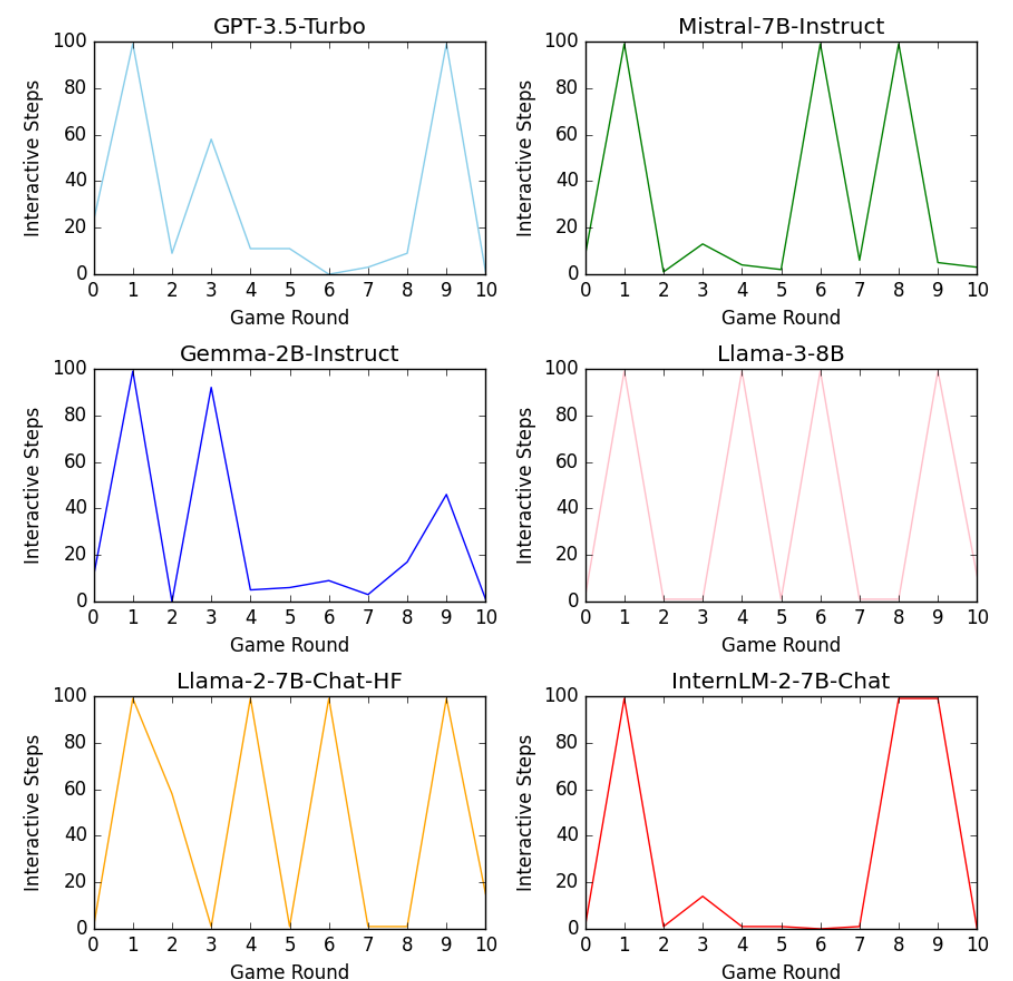 GPT-3.5-Turbo
100
80
60
40
20
0
Interactive Steps
0 1 2 3 4 5 6 7 8 9 10
Game Round
Mistral-7B-Instruct
100
80
60
40
20
0
Interactive Steps
0 1 2 3 4 5 6 7 8 9 10
Game Round
Gemma-2B-Instruct
100
80
60
40
20
0
Interactive Steps
0 1 2 3 4 5 6 7 8 9 10
Game Round
Llama-3-8B
100
80
60
40
20
0
Interactive Steps
0 1 2 3 4 5 6 7 8 9 10
Game Round
Llama-2-7B-Chat-HF
100
80
60
40
20
0
Interactive Steps
0 1 2 3 4 5 6 7 8 9 10
Game Round
InternLM-2-7B-Chat
100
80
60
40
20
0
Interactive Steps
0 1 2 3 4 5 6 7 8 9 10
Game Round